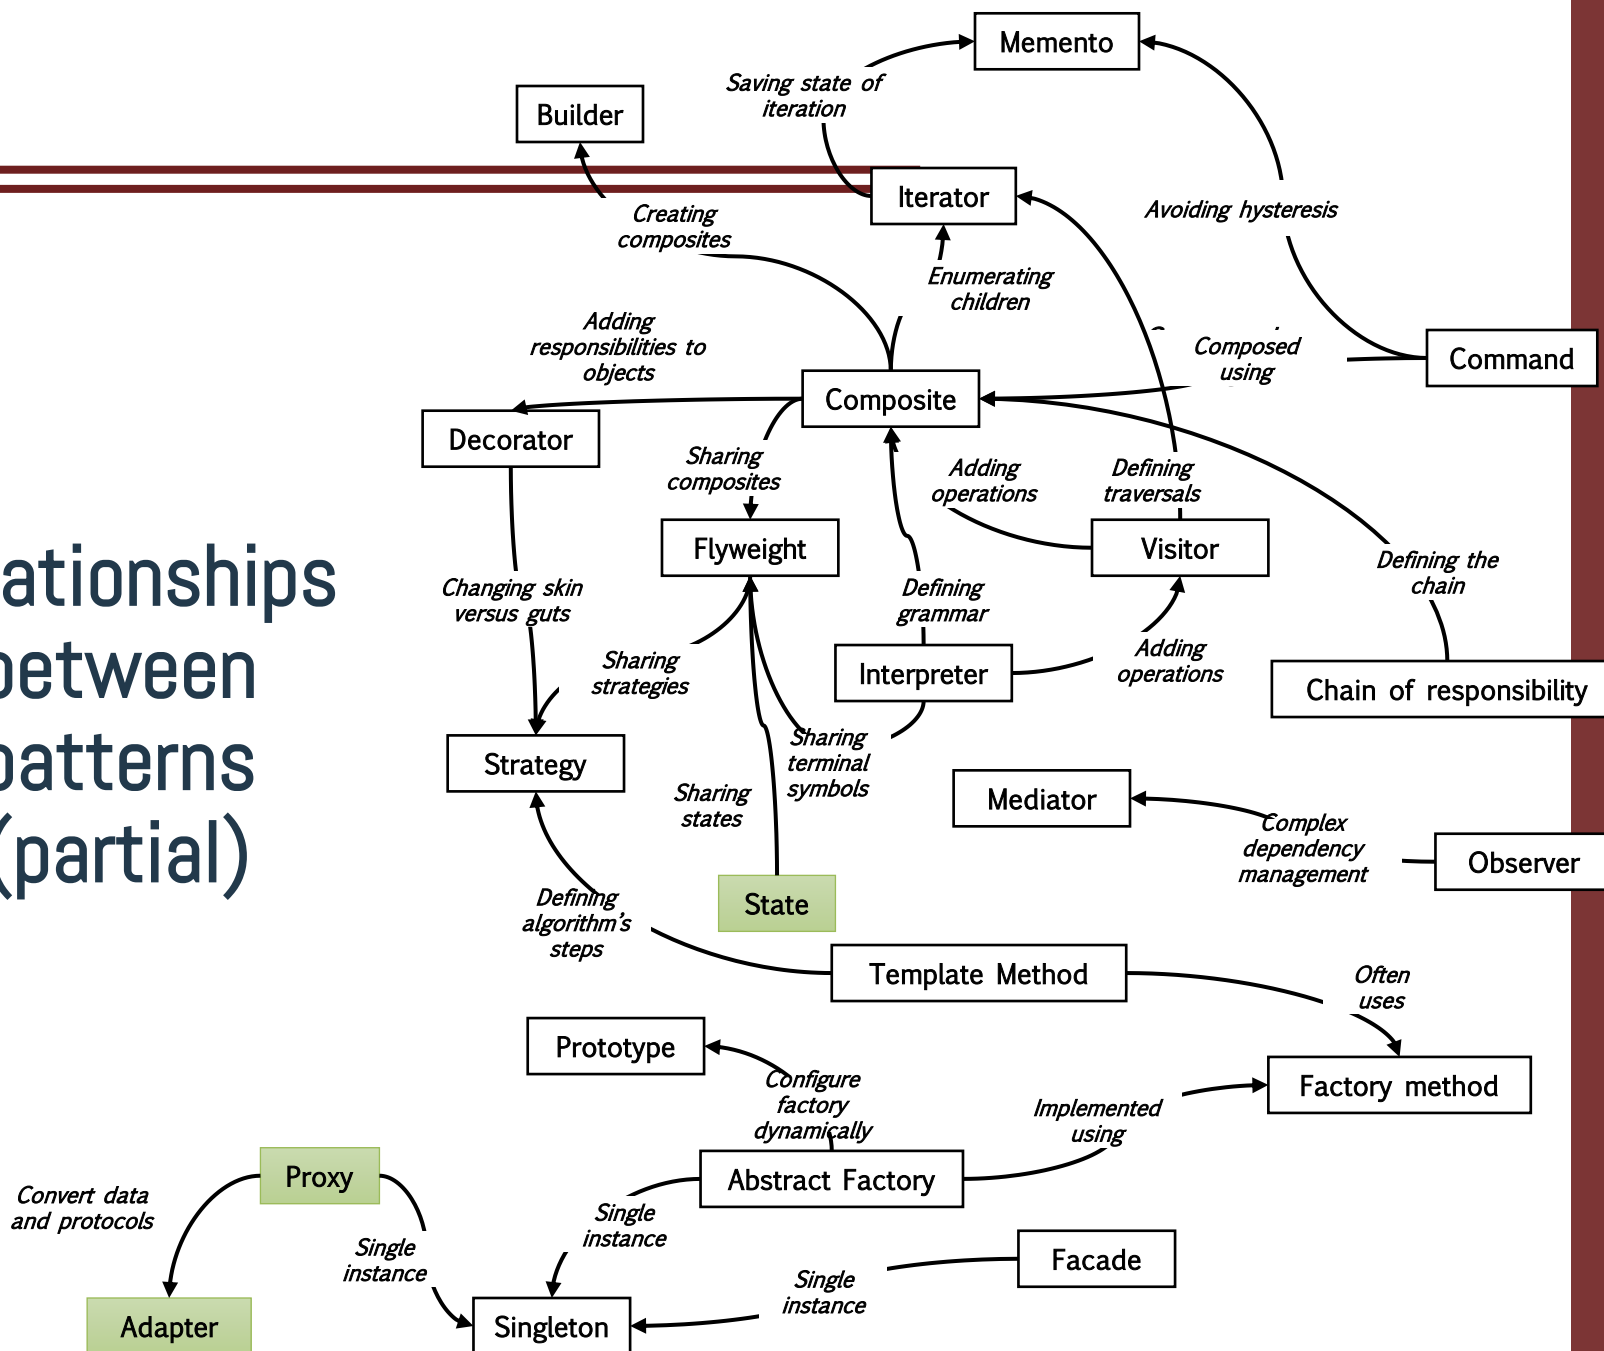 Memento
Saving state of
iteration
Builder
Iterator
Creating
composites
Avoiding hysteresis
Enumerating
children
Adding
responsibilities to
objects
Composed
using
Command
Composite
Decorator
Sharing
composites
Adding
operations
Defining
traversals
Flyweight
Visitor
ationships
between
patterns
(partial)
Changing skin
versus guts
Defining
grammar
Defining the
chain
Sharing
strategies
Interpreter
Adding
operations
Chain of responsibility
Strategy
Sharing
terminal
symbols
Sharing
states
Mediator
Complex
dependency
management
Observer
Defining
algorithm's
steps
State
Template Method
Often
uses
Prototype
Configure
factory
dynamically
Implemented
using
Factory method
Proxy
Abstract Factory
Convert data
and protocols
Single
instance
Single
instance
Facade
Single
instance
Adapter
Singleton